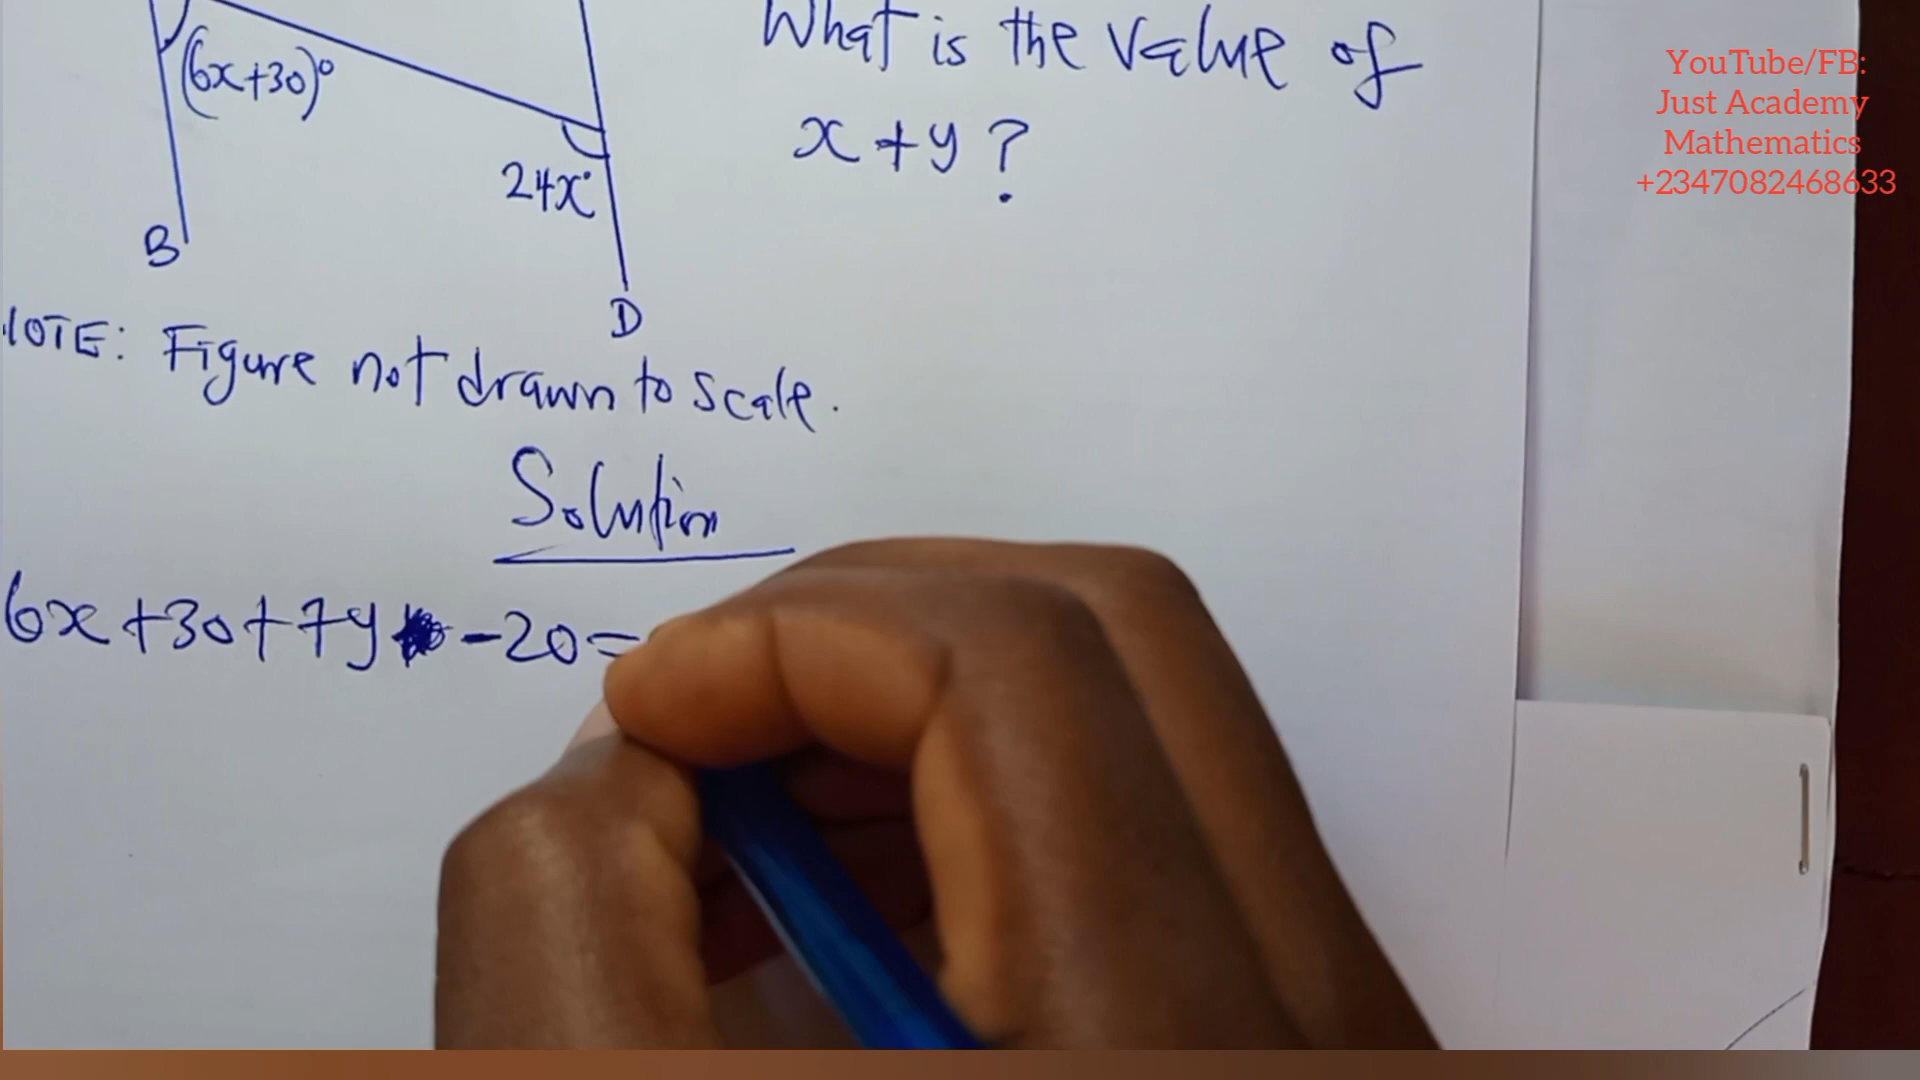 What is the value of
(6x+30)°
x+y?
24x°
B
D
NOTE: Figure not drawn to scale.
Solution
6x+30+7y -20=
YouTube/FB:
Just Academy
Mathematics
+2347082468633